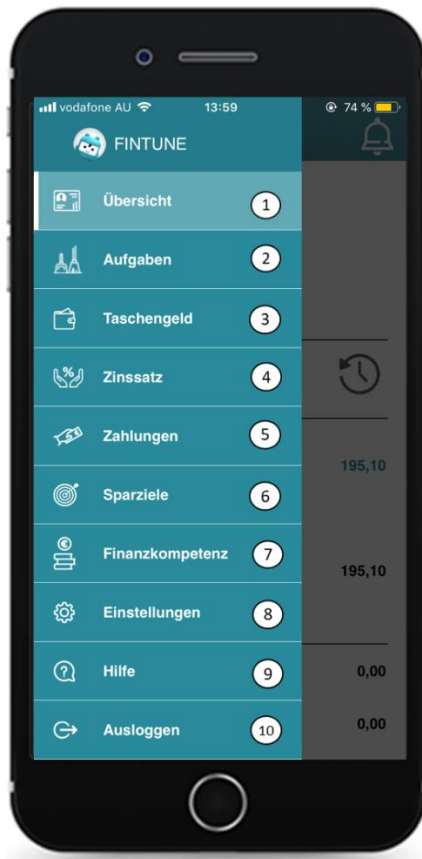 vodafone AU 13:59 74 %
FINTUNE
Übersicht 1
Aufgaben 2
Taschengeld 3
Zinssatz 4
Zahlungen 5
195,10
Sparziele 6
Finanzkompetenz 7
195,10
Einstellungen 8
Hilfe 9
0,00
Ausloggen 10
0,00